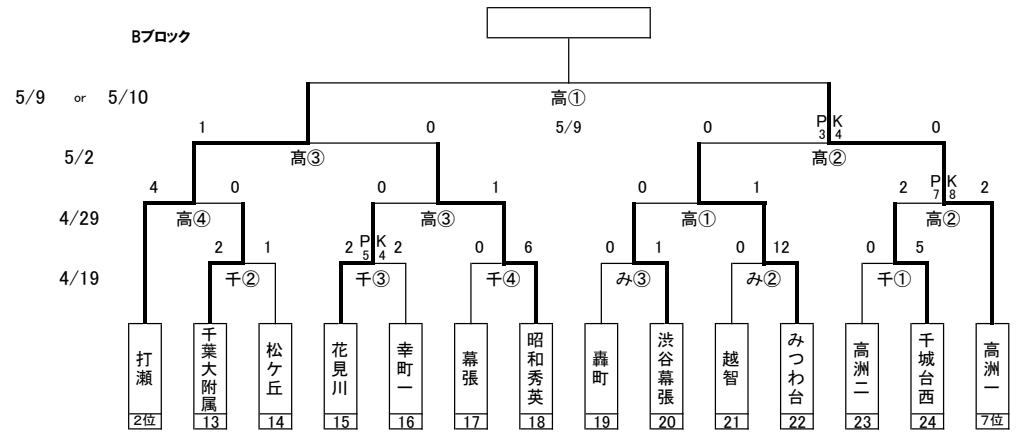 Bブロック
5/9 or 5/10
高①
5/9
1 0 0 P K 0
3 4
5/2
高③ 高②
4 0 0 1 0 1 2 P K 2
7 8
4/29
高④ 高③ 高① 高②
2 1 2 P K 2 0 6 0 1 0 12 0 5
5 4
4/19
千② 千③ 千④ み③ み② 千①
打瀬
千葉大附属
松ケ丘
花見川
幸町一
幕張
昭和秀英
轟町
渋谷幕張
越智
みつわ台
高洲二
千城台西
高洲一
2位 13 14 15 16 17 18 19 20 21 22 23 24 7位